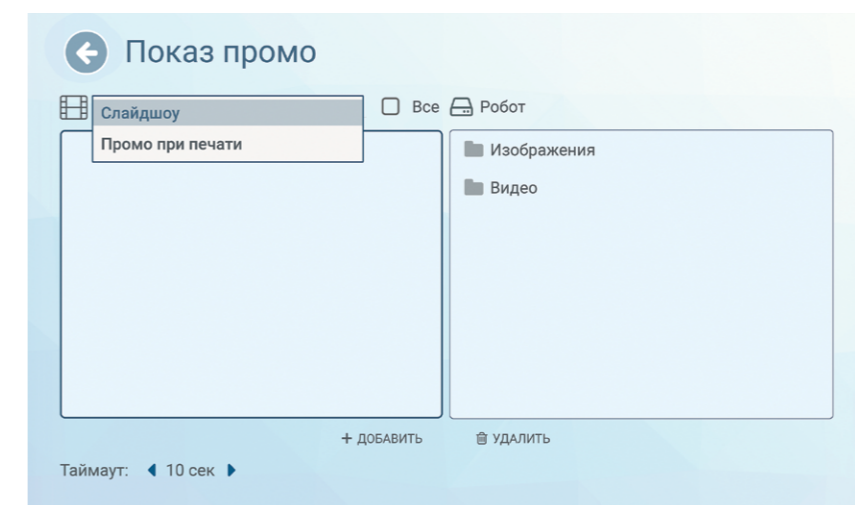 Показ промо
Слайдшоу
Все
Робот
Промо при печати
Изображения
Видео
+ ДОБАВИТЬ
УДАЛИТЬ
Таймаут: 10 сек